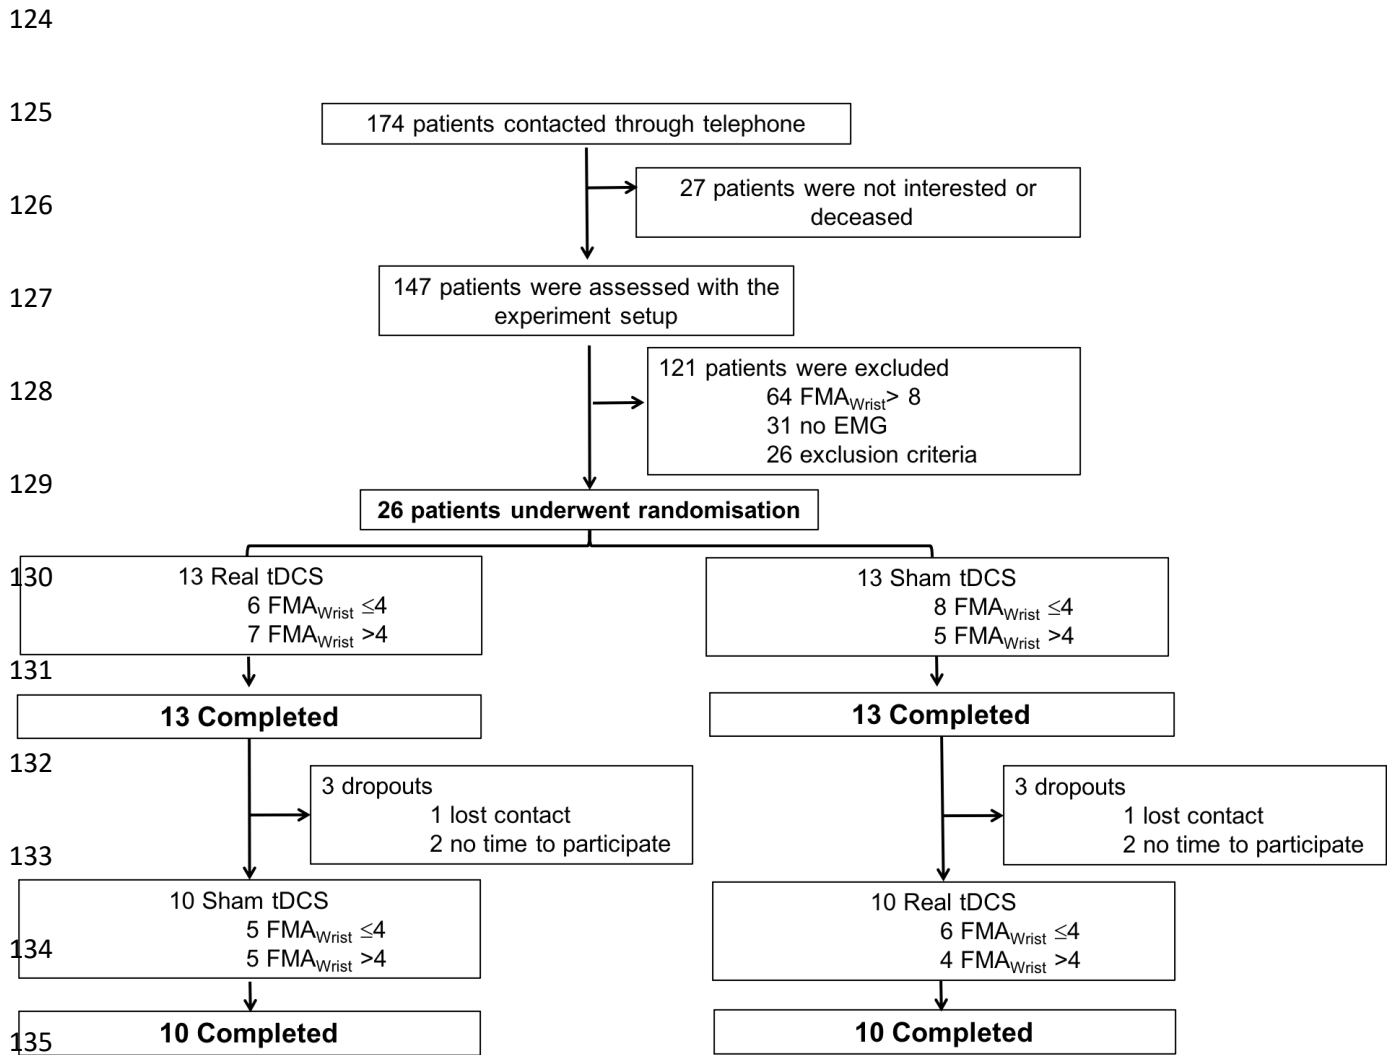 124
125
174 patients contacted through telephone
27 patients were not interested or
126
deceased
147 patients were assessed with the
127
experiment setup
121 patients were excluded
128
64 FMAWrist> 8
31 no EMG
26 exclusion criteria
129
26 patients underwent randomisation
130
13 Real tDCS
6 FMAWrist ≤4
7 FMAWrist >4
13 Sham tDCS
8 FMAWrist ≤4
5 FMAWrist >4
131
13 Completed
13 Completed
132
3 dropouts
1 lost contact
2 no time to participate
3 dropouts
1 lost contact
2 no time to participate
133
10 Sham tDCS
5 FMAWrist ≤4
5 FMAWrist >4
10 Real tDCS
6 FMAWrist ≤4
4 FMAWrist >4
134
10 Completed
10 Completed
135